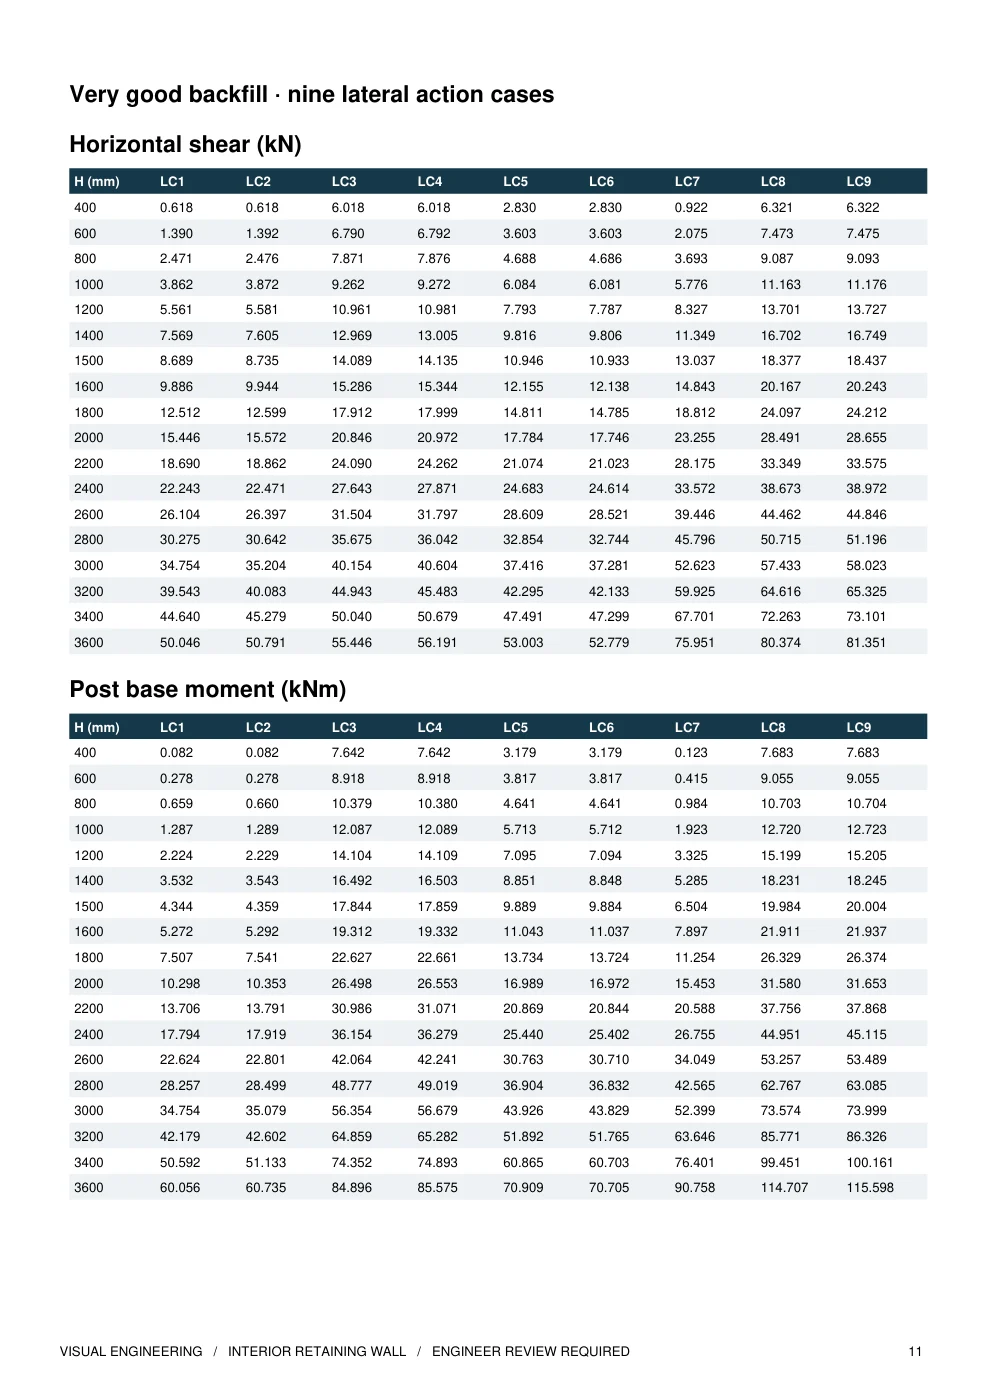 Very good backfill · nine lateral action cases
Horizontal shear (kN)
H (mm) LC1 LC2 LC3 LC4 LC5 LC6 LC7 LC8 LC9
400 0.618 0.618 6.018 6.018 2.830 2.830 0.922 6.321 6.322
600 1.390 1.392 6.790 6.792 3.603 3.603 2.075 7.473 7.475
800 2.471 2.476 7.871 7.876 4.688 4.686 3.693 9.087 9.093
1000 3.862 3.872 9.262 9.272 6.084 6.081 5.776 11.163 11.176
1200 5.561 5.581 10.961 10.981 7.793 7.787 8.327 13.701 13.727
1400 7.569 7.605 12.969 13.005 9.816 9.806 11.349 16.702 16.749
1500 8.689 8.735 14.089 14.135 10.946 10.933 13.037 18.377 18.437
1600 9.886 9.944 15.286 15.344 12.155 12.138 14.843 20.167 20.243
1800 12.512 12.599 17.912 17.999 14.811 14.785 18.812 24.097 24.212
2000 15.446 15.572 20.846 20.972 17.784 17.746 23.255 28.491 28.655
2200 18.690 18.862 24.090 24.262 21.074 21.023 28.175 33.349 33.575
2400 22.243 22.471 27.643 27.871 24.683 24.614 33.572 38.673 38.972
2600 26.104 26.397 31.504 31.797 28.609 28.521 39.446 44.462 44.846
2800 30.275 30.642 35.675 36.042 32.854 32.744 45.796 50.715 51.196
3000 34.754 35.204 40.154 40.604 37.416 37.281 52.623 57.433 58.023
3200 39.543 40.083 44.943 45.483 42.295 42.133 59.925 64.616 65.325
3400 44.640 45.279 50.040 50.679 47.491 47.299 67.701 72.263 73.101
3600 50.046 50.791 55.446 56.191 53.003 52.779 75.951 80.374 81.351
Post base moment (kNm)
H (mm) LC1 LC2 LC3 LC4 LC5 LC6 LC7 LC8 LC9
400 0.082 0.082 7.642 7.642 3.179 3.179 0.123 7.683 7.683
600 0.278 0.278 8.918 8.918 3.817 3.817 0.415 9.055 9.055
800 0.659 0.660 10.379 10.380 4.641 4.641 0.984 10.703 10.704
1000 1.287 1.289 12.087 12.089 5.713 5.712 1.923 12.720 12.723
1200 2.224 2.229 14.104 14.109 7.095 7.094 3.325 15.199 15.205
1400 3.532 3.543 16.492 16.503 8.851 8.848 5.285 18.231 18.245
1500 4.344 4.359 17.844 17.859 9.889 9.884 6.504 19.984 20.004
1600 5.272 5.292 19.312 19.332 11.043 11.037 7.897 21.911 21.937
1800 7.507 7.541 22.627 22.661 13.734 13.724 11.254 26.329 26.374
2000 10.298 10.353 26.498 26.553 16.989 16.972 15.453 31.580 31.653
2200 13.706 13.791 30.986 31.071 20.869 20.844 20.588 37.756 37.868
2400 17.794 17.919 36.154 36.279 25.440 25.402 26.755 44.951 45.115
2600 22.624 22.801 42.064 42.241 30.763 30.710 34.049 53.257 53.489
2800 28.257 28.499 48.777 49.019 36.904 36.832 42.565 62.767 63.085
3000 34.754 35.079 56.354 56.679 43.926 43.829 52.399 73.574 73.999
3200 42.179 42.602 64.859 65.282 51.892 51.765 63.646 85.771 86.326
3400 50.592 51.133 74.352 74.893 60.865 60.703 76.401 99.451 100.161
3600 60.056 60.735 84.896 85.575 70.909 70.705 90.758 114.707 115.598
VISUAL ENGINEERING / INTERIOR RETAINING WALL / ENGINEER REVIEW REQUIRED 11